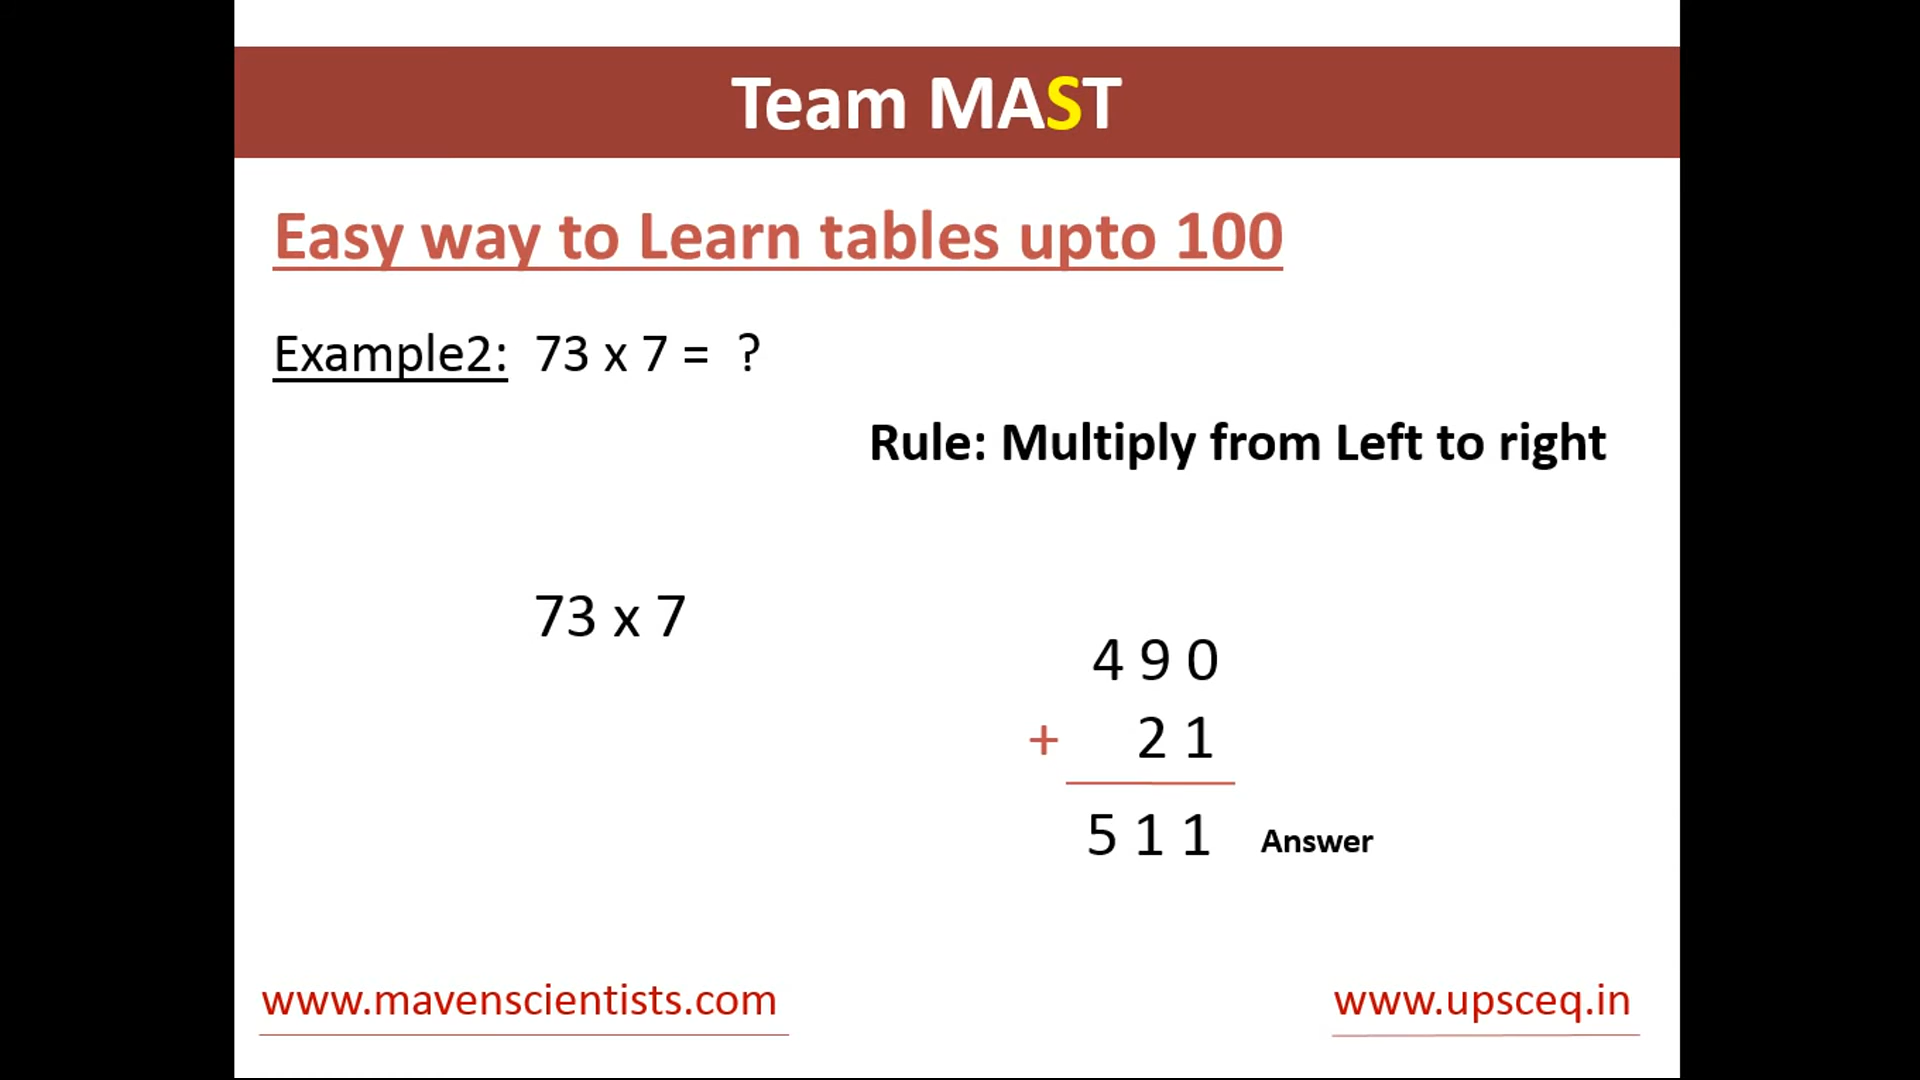 Team MAST
Easy way to Learn tables upto 100
Example2: 73 x 7 = ?
Rule: Multiply from Left to right
73 x 7
4 9 0
+ 2 1
5 1 1 Answer
www.mavenscientists.com
www.upsceq.in